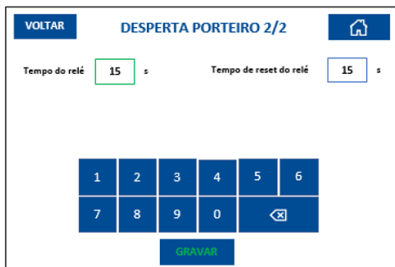 VOLTAR DESPERTA PORTEIRO 2/2
Tempo do relé 15 s Tempo de reset do relé 15 s
1 2 3 4 5 6
7 8 9 0
GRAVAR